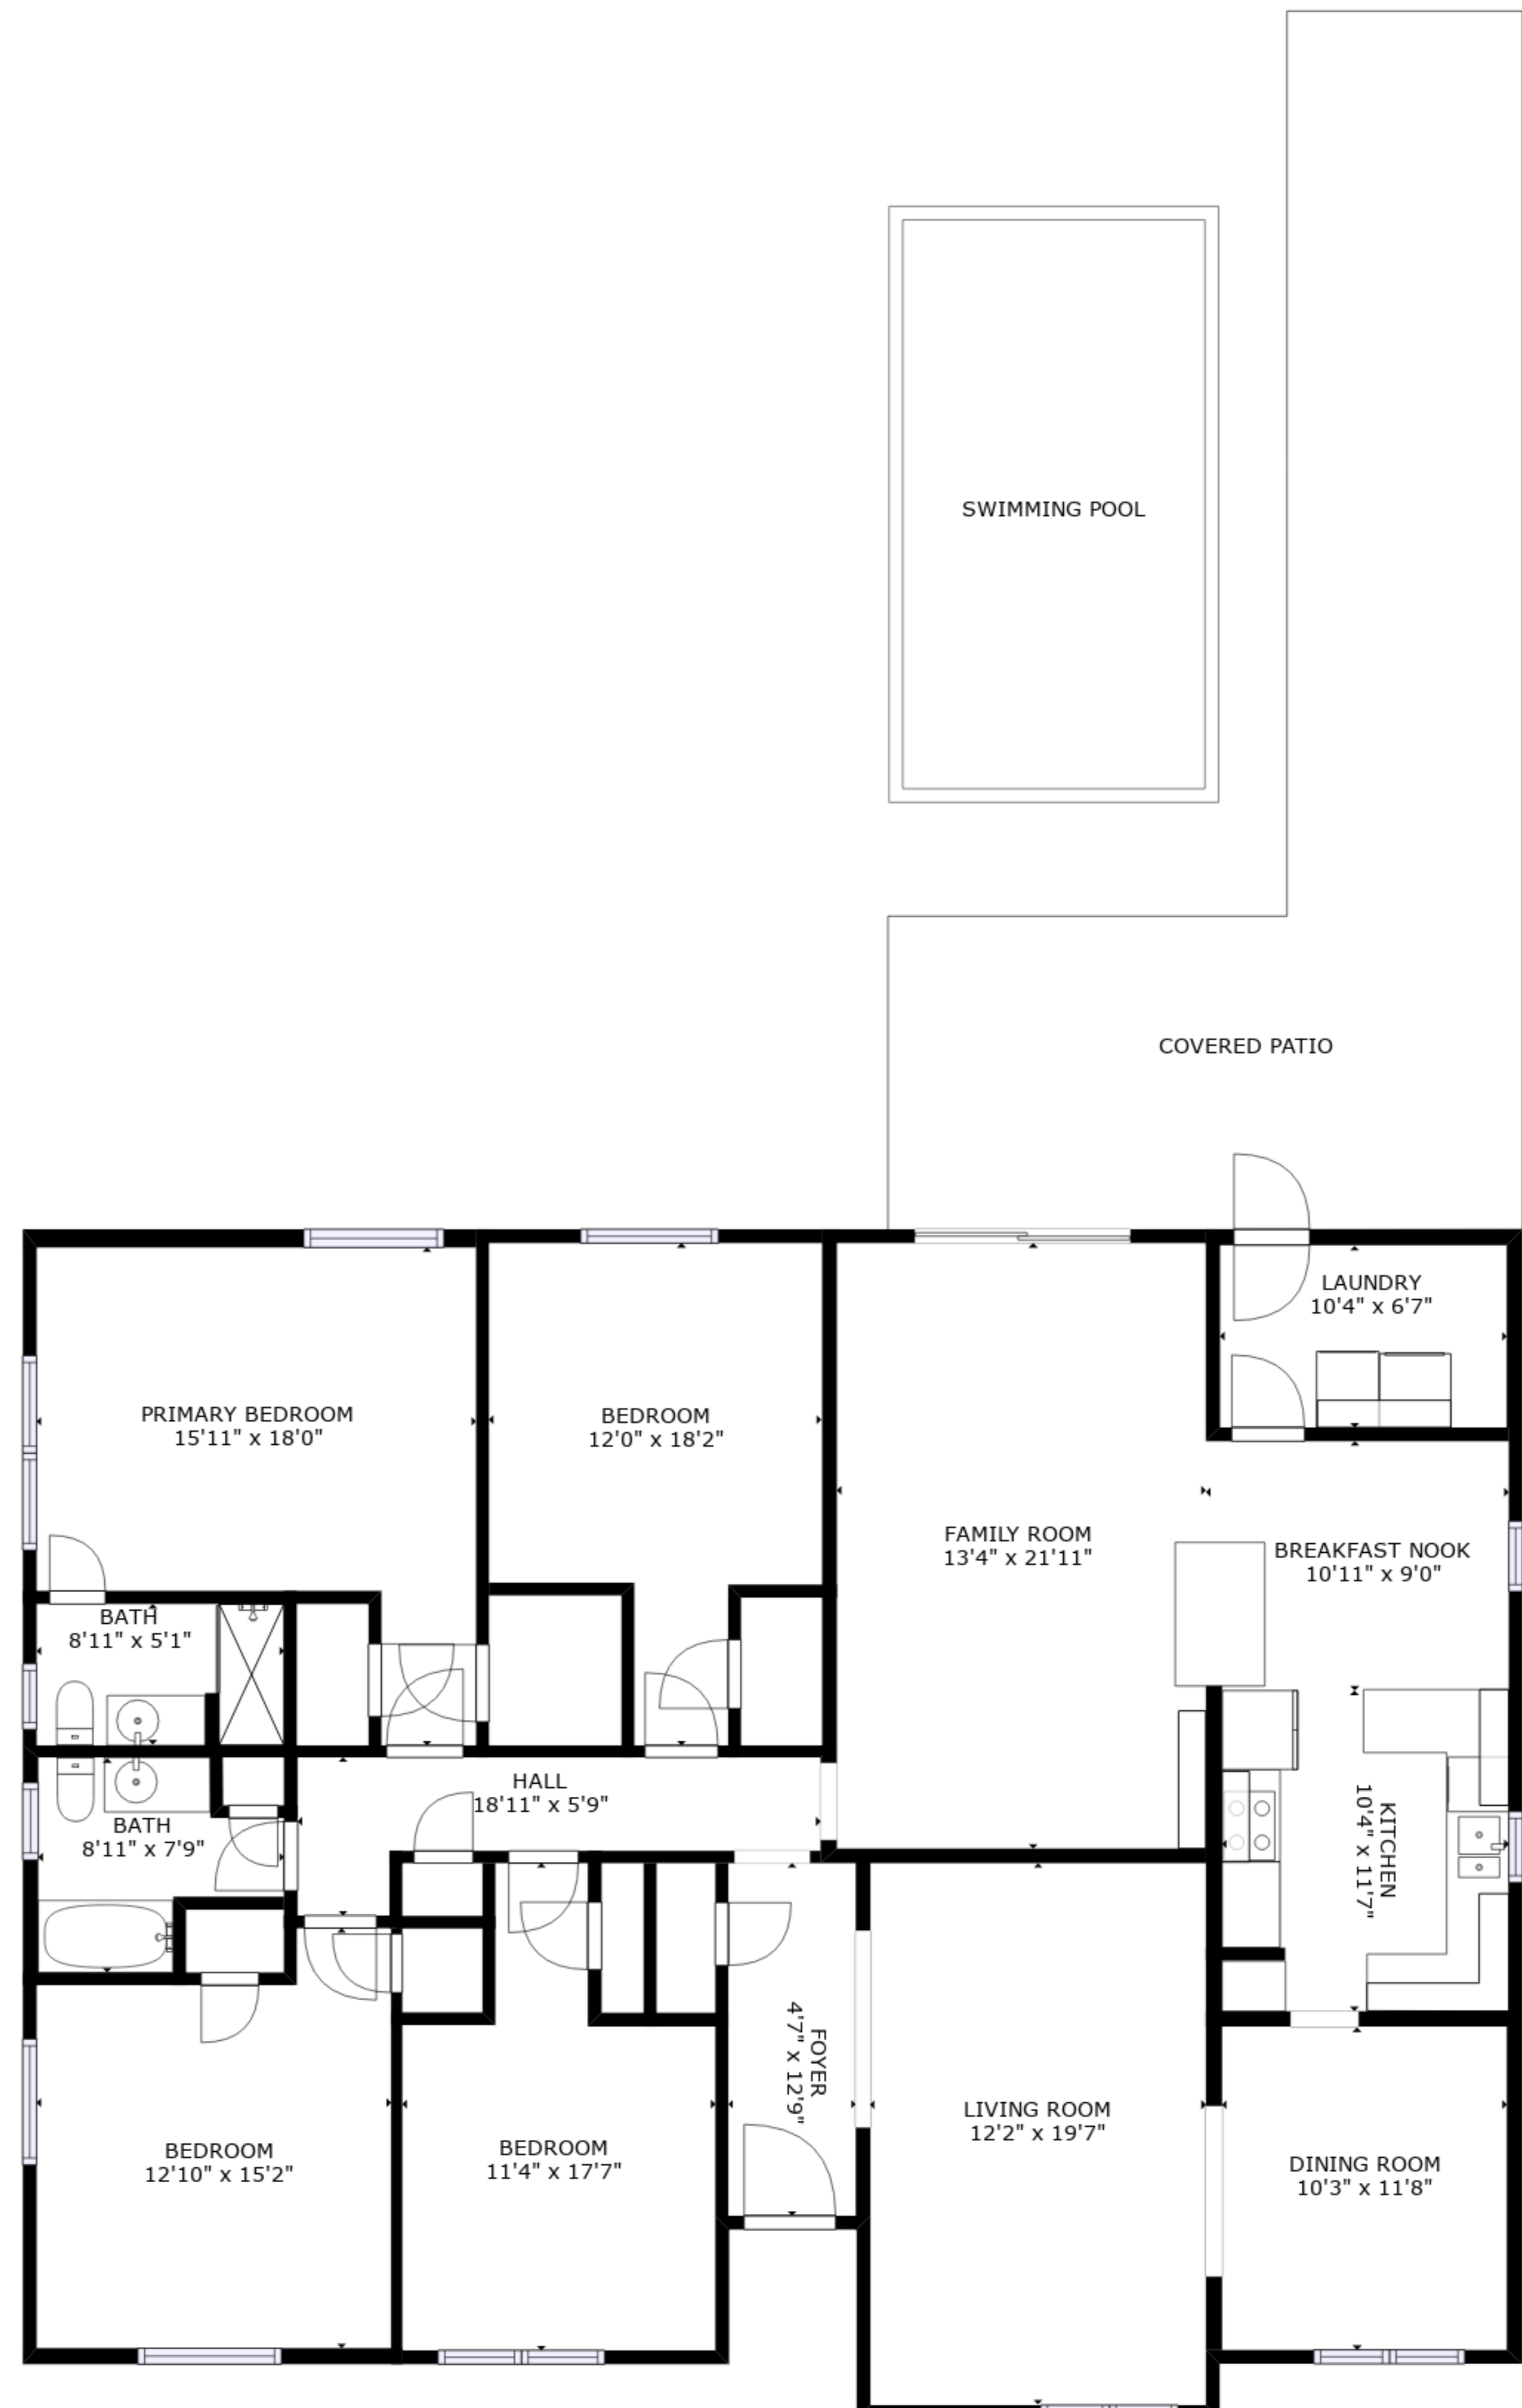 SWIMMING POOL
COVERED PATIO
LAUNDRY
10'4" x 6'7"
PRIMARY BEDROOM
15'11" x 18'0"
BEDROOM
12'0" x 18'2"
FAMILY ROOM
13'4" x 21'11"
BREAKFAST NOOK
10'11" x 9'0"
BATH
8'11" x 5'1"
HALL
18'11" x 5'9"
BATH
8'11" x 7'9"
KITCHEN
10'4" x 11'7"
FOYER
4'7" x 12'9"
LIVING ROOM
12'2" x 19'7"
BEDROOM
12'10" x 15'2"
BEDROOM
11'4" x 17'7"
DINING ROOM
10'3" x 11'8"